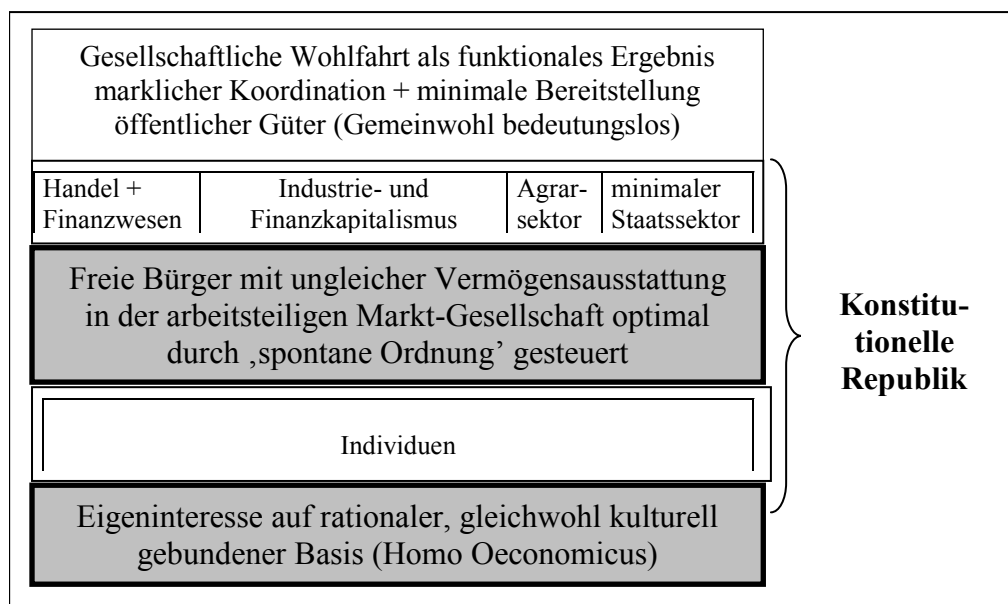 Gesellschaftliche Wohlfahrt als funktionales Ergebnis
marklicher Koordination + minimale Bereitstellung
öffentlicher Güter (Gemeinwohl bedeutungslos)
Handel +
Finanzwesen
Industrie- und
Finanzkapitalismus
Agrar-
sektor
minimaler
Staatssektor
Freie Bürger mit ungleicher Vermögensausstattung
in der arbeitsteiligen Markt-Gesellschaft optimal
durch ‚spontane Ordnung’ gesteuert
Individuen
Eigeninteresse auf rationaler, gleichwohl kulturell
gebundener Basis (Homo Oeconomicus)
Konstitu-
tionelle
Republik